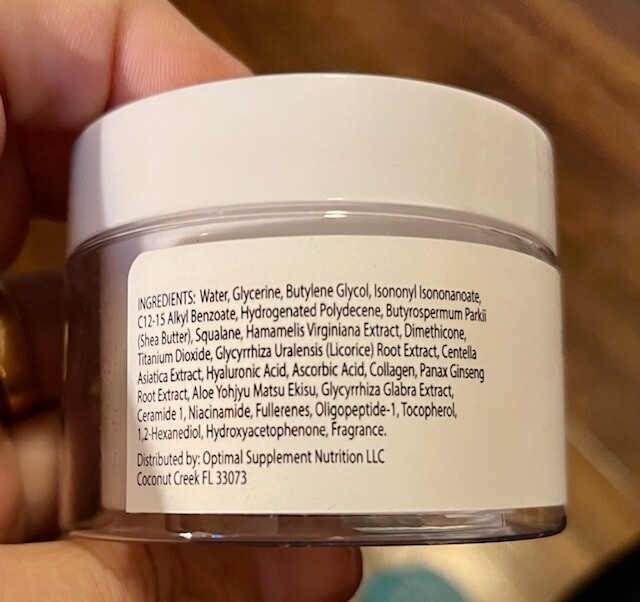 INGREDIENTS: Water, Glycerine, Butylene Glycol, Isononyl Isononanoate,
C12-15 Alkyl Benzoate, Hydrogenated Polydecene, Butyrospermum Parkii
(Shea Butter), Squalane, Hamamelis Virginiana Extract, Dimethicone,
Titanium Dioxide, Glycyrrhiza Uralensis (Licorice) Root Extract, Centella
Asiatica Extract, Hyaluronic Acid, Ascorbic Acid, Collagen, Panax Ginseng
Root Extract, Aloe Yohjyu Matsu Ekisu, Glycyrrhiza Glabra Extract,
Ceramide 1, Niacinamide, Fullerenes, Oligopeptide-1, Tocopherol,
1,2-Hexanediol, Hydroxyacetophenone, Fragrance.
Distributed by: Optimal Supplement Nutrition LLC
Coconut Creek FL 33073